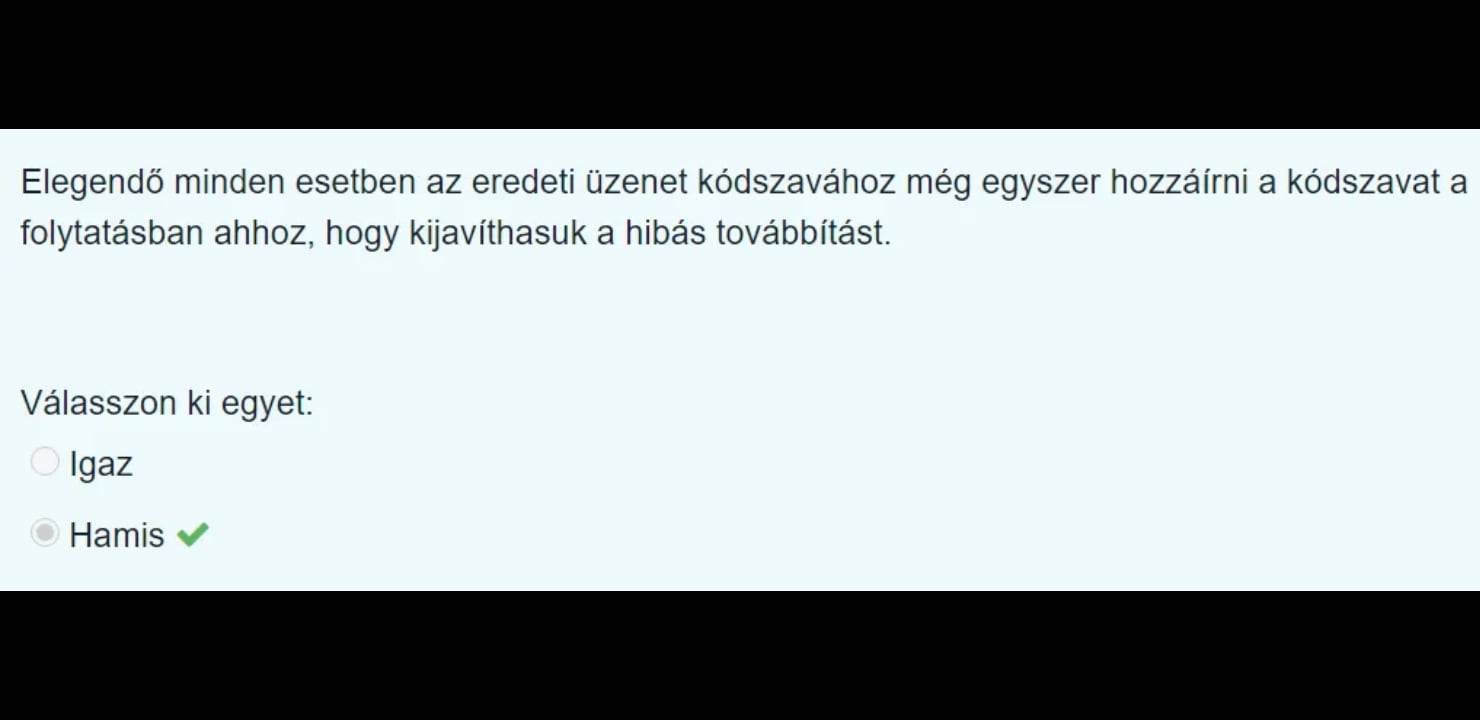 Elegendő minden esetben az eredeti üzenet kódszavához még egyszer hozzáírni a kódszavat a
folytatásban ahhoz, hogy kijavíthasuk a hibás továbbítást.
Válasszon ki egyet:
Igaz
Hamis